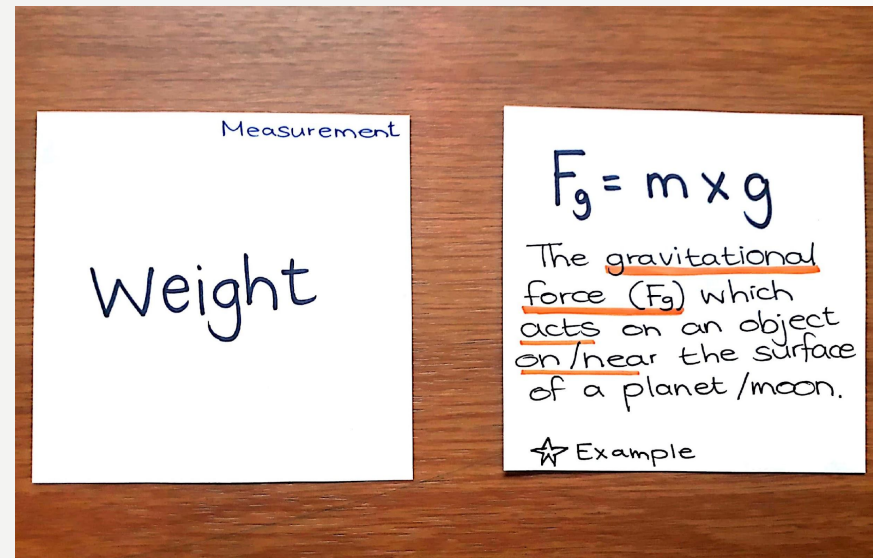 Measurement
Weight
Fg = m x g
The gravitational
force (Fg) which
acts on an object
on/near the surface
of a planet/moon.
☆ Example